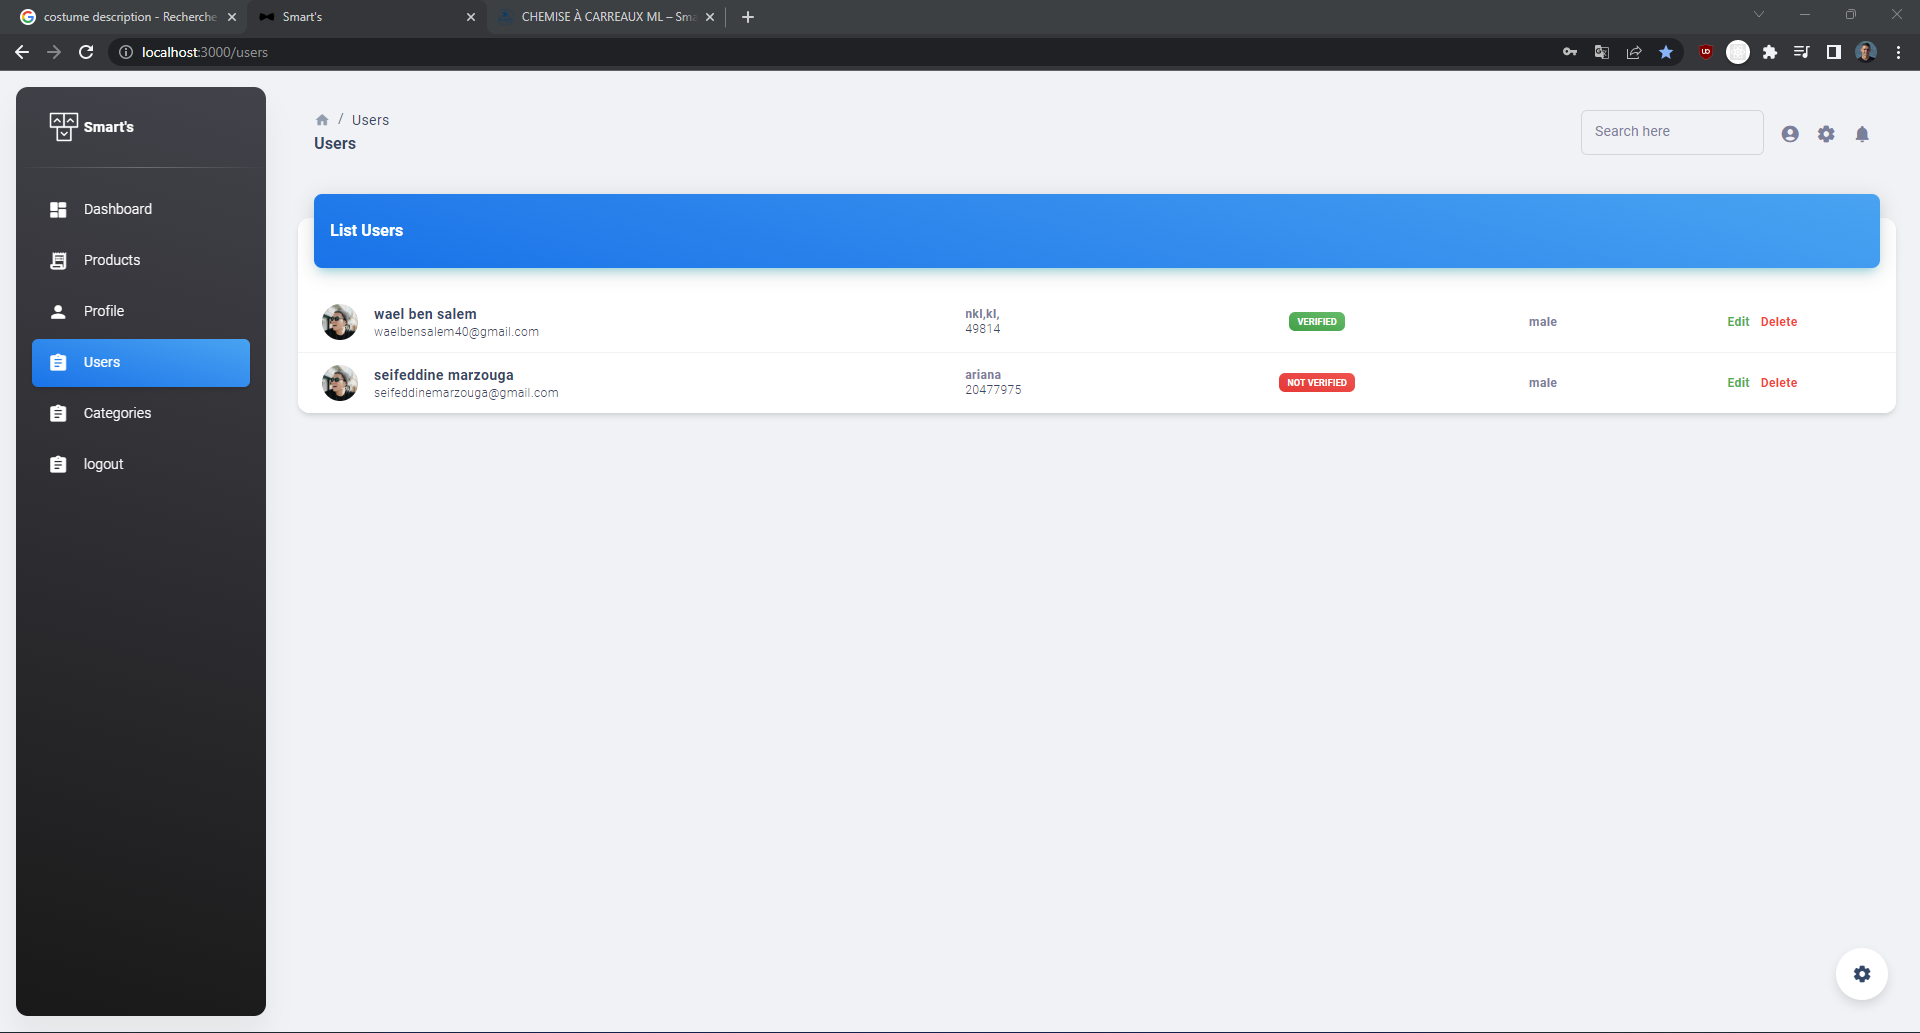 costume description - Recherche
Smart's
CHEMISE À CARREAUX ML – Sma
localhost:3000/users
Smart's
Dashboard
Products
Profile
Users
Categories
logout
/ Users
Users
Search here
List Users
wael ben salem
waelbensalem40@gmail.com
nkl,kl,
49814
VERIFIED
male
Edit Delete
seifeddine marzouga
seifeddinemarzouga@gmail.com
ariana
20477975
NOT VERIFIED
male
Edit Delete